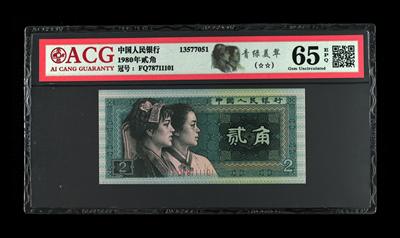 ACG
AI CANG GUARANTY
中国人民银行
1980年贰角
冠号：FQ78711101
13577051
青绿美翠
(☆☆)
65 EPQ
Gem Uncirculated
中国人民银行
贰角
2
2
FQ78711101